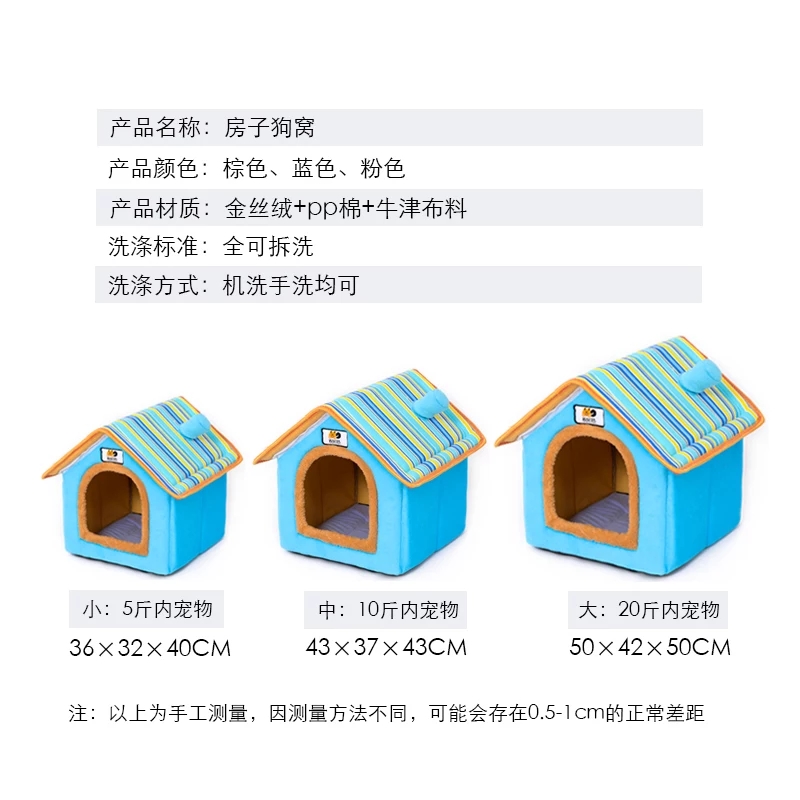 产品名称：房子狗窝
产品颜色：棕色、蓝色、粉色
产品材质：金丝绒+pp棉+牛津布料
洗涤标准：全可拆洗
洗涤方式：机洗手洗均可
小：5斤内宠物
中：10斤内宠物
大：20斤内宠物
36×32×40CM
43×37×43CM
50×42×50CM
注：以上为手工测量，因测量方法不同，可能会存在0.5-1cm的正常差距